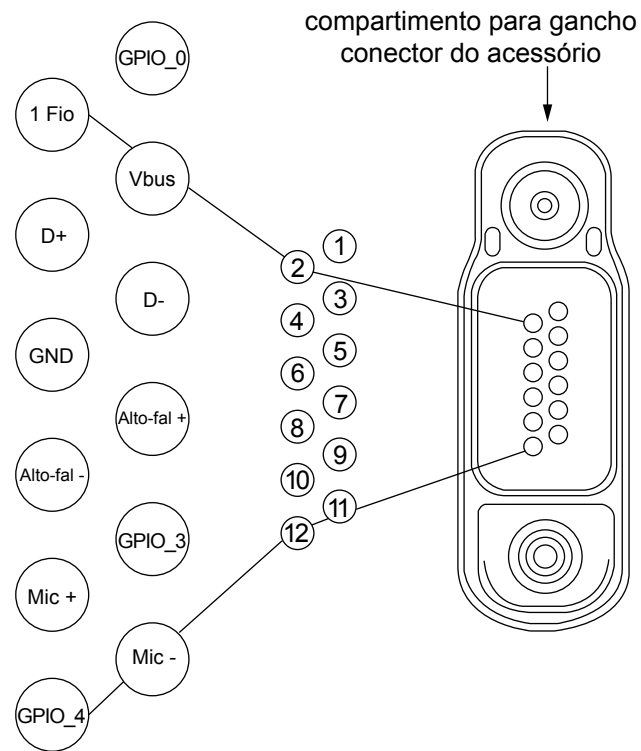 compartimento para gancho
conector do acessório
GPIO_0
1 Fio
Vbus
D+
D-
GND
Alto-fal +
Alto-fal -
GPIO_3
Mic +
Mic -
GPIO_4
1
2
3
4
5
6
7
8
9
10
11
12